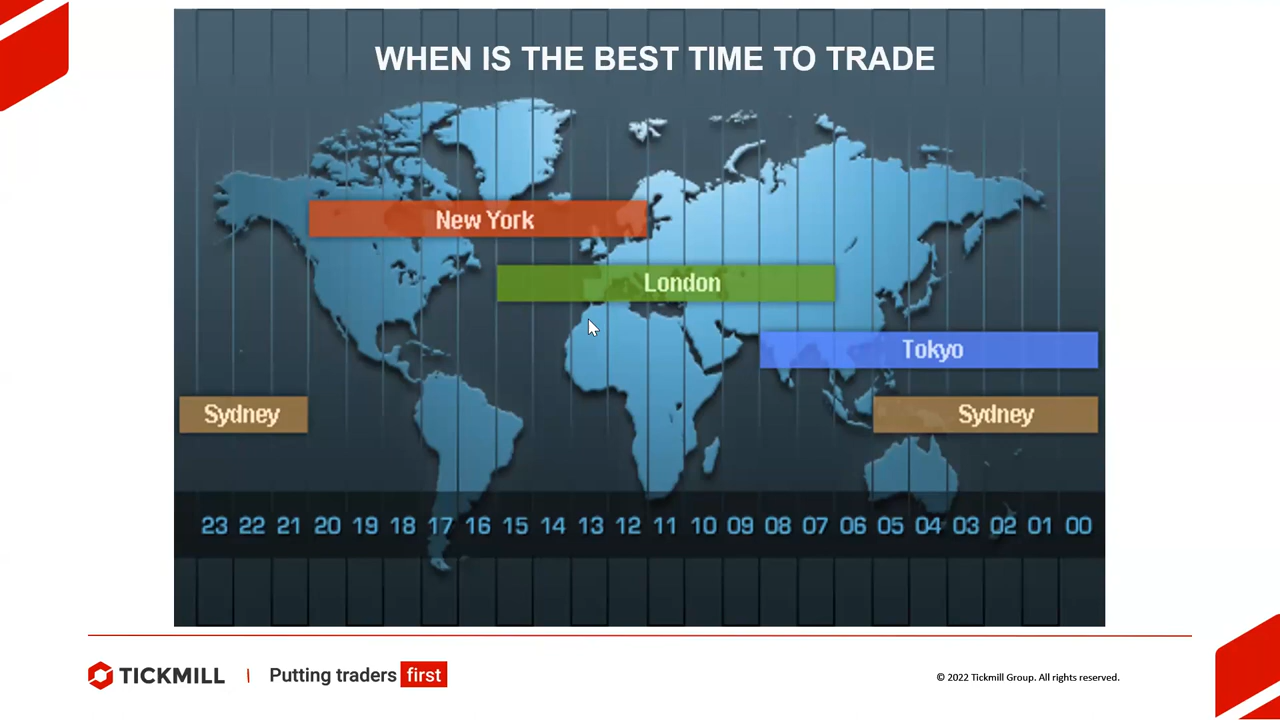 WHEN IS THE BEST TIME TO TRADE
New York
London
Tokyo
Sydney Sydney
23 22 21 20 19 18 17 16 15 14 13 12 11 10 09 08 07 06 05 04 03 02 01 00
TICKMILL | Putting traders first
© 2022 Tickmill Group. All rights reserved.